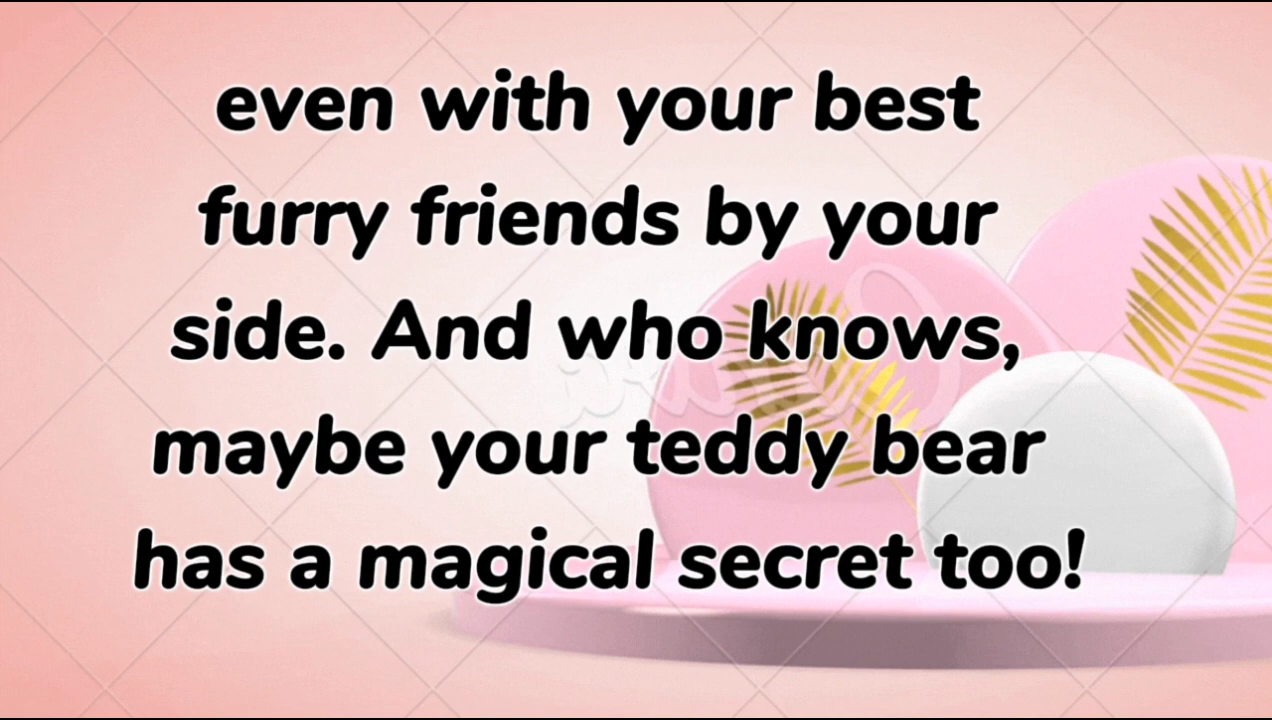 even with your best
furry friends by your
side. And who knows,
maybe your teddy bear
has a magical secret too!